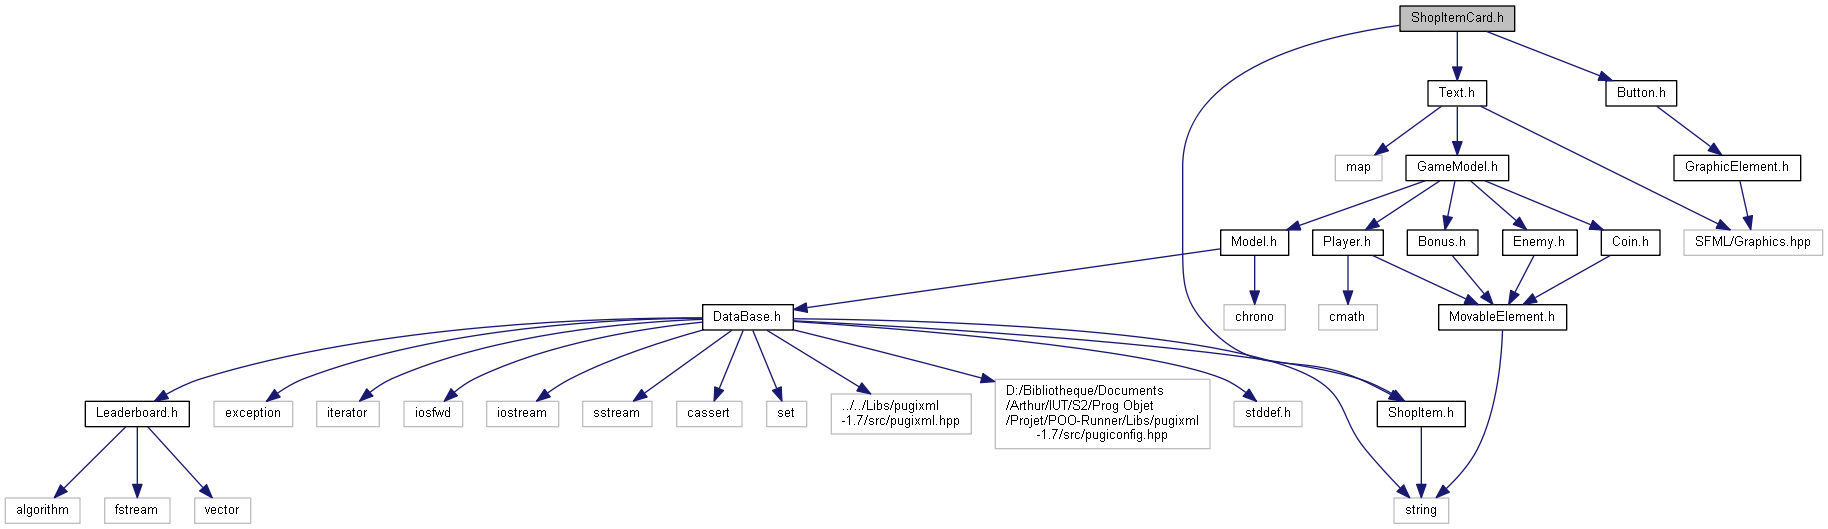 ShopItemCard.h
Text.h
Button.h
map
GameModel.h
GraphicElement.h
Model.h
Player.h
Bonus.h
Enemy.h
Coin.h
SFML/Graphics.hpp
DataBase.h
chrono
cmath
MovableElement.h
Leaderboard.h
exception
iterator
iosfwd
iostream
sstream
cassert
set
../../Libs/pugixml
-1.7/src/pugixml.hpp
D:/Bibliotheque/Documents
/Arthur/IUT/S2/Prog Objet
/Projet/POO-Runner/Libs/pugixml
-1.7/src/pugiconfig.hpp
stddef.h
ShopItem.h
algorithm
fstream
vector
string